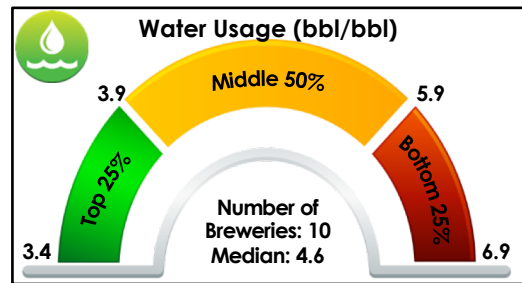 Water Usage (bbl/bbl)
3.9
Middle 50%
5.9
Top 25%
Bottom 25%
Number of
Breweries: 10
Median: 4.6
3.4
6.9